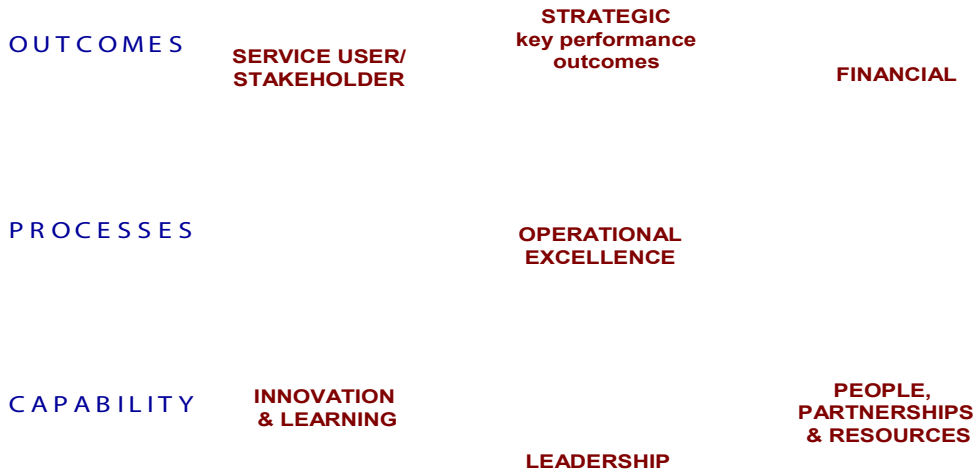 OUTCOMES
SERVICE USER/
STAKEHOLDER
STRATEGIC
key performance
outcomes
FINANCIAL
PROCESSES
OPERATIONAL
EXCELLENCE
CAPABILITY
INNOVATION
& LEARNING
LEADERSHIP
PEOPLE,
PARTNERSHIPS
& RESOURCES